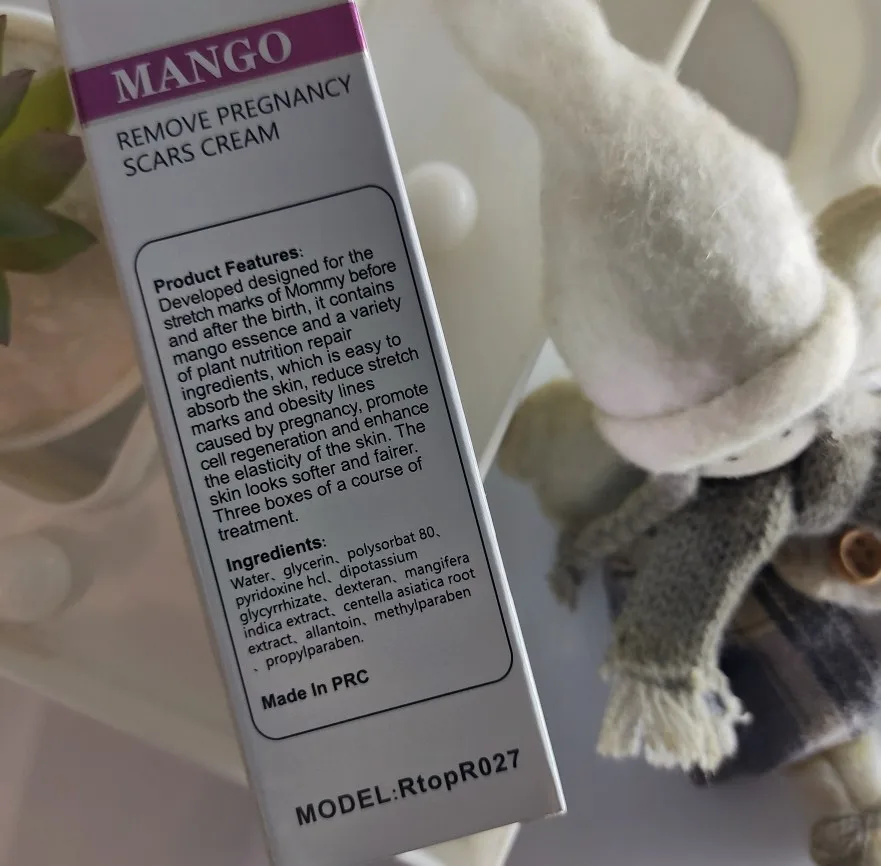 MANGO
REMOVE PREGNANCY
SCARS CREAM
Product Features:
Developed designed for the
stretch marks of Mommy before
and after the birth, it contains
mango essence and a variety
of plant nutrition repair
ingredients, which is easy to
absorb the skin, reduce stretch
marks and obesity lines
caused by pregnancy, promote
cell regeneration and enhance
the elasticity of the skin. The
skin looks softer and fairer.
Three boxes of a course of
treatment.
Ingredients:
Water、glycerin、polysorbat 80、
pyridoxine hcl、dipotassium
glycyrrhizate、dexteran、mangifera
indica extract、centella asiatica root
extract、allantoin、methylparaben
、propylparaben.
Made In PRC
MODEL:RtopR027